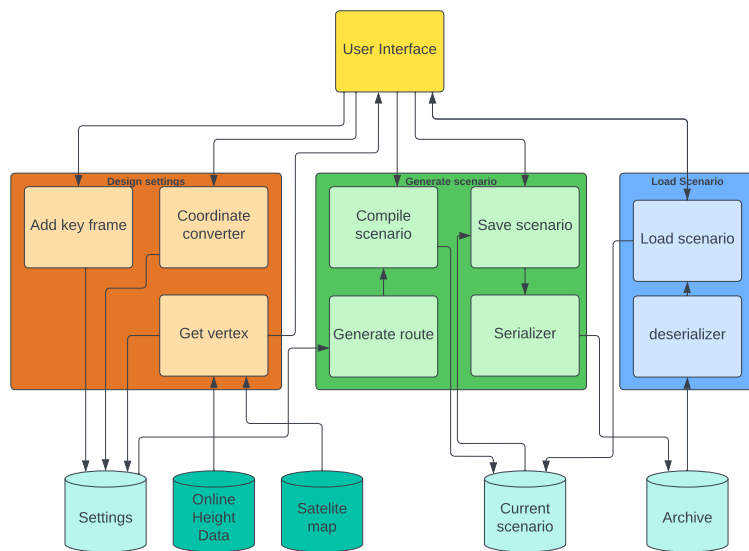 User Interface
Design settings
Generate scenario
Load Scenario
Add key frame
Coordinate
converter
Compile
scenario
Save scenario
Load scenario
Get vertex
Generate route
Serializer
deserializer
Settings
Online
Height
Data
Satelite
map
Current
scenario
Archive